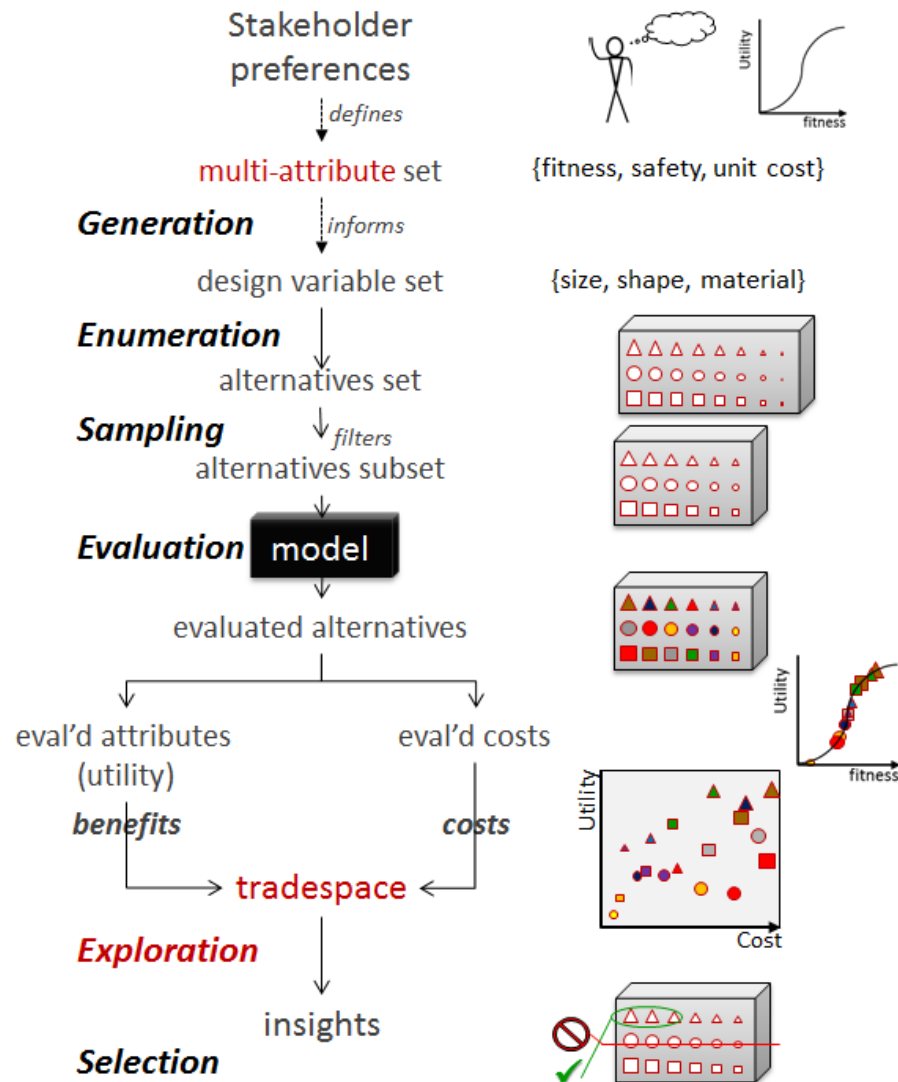 Stakeholder
preferences
Utility
fitness
defines
multi-attribute set
{fitness, safety, unit cost}
Generation
informs
design variable set
{size, shape, material}
Enumeration
alternatives set
Sampling
filters
alternatives subset
Evaluation
model
evaluated alternatives
Utility
fitness
eval’d attributes
(utility)
eval’d costs
benefits
costs
Utility
Cost
tradespace
Exploration
insights
Selection